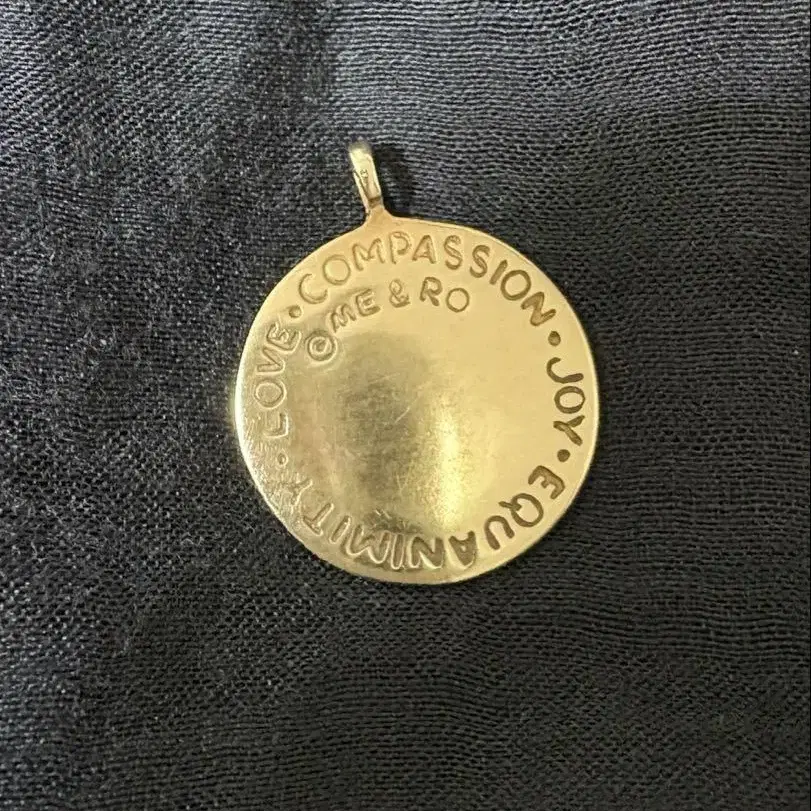 LOVE • COMPASSION • JOY • EQUANIMITY •
© ME & RO